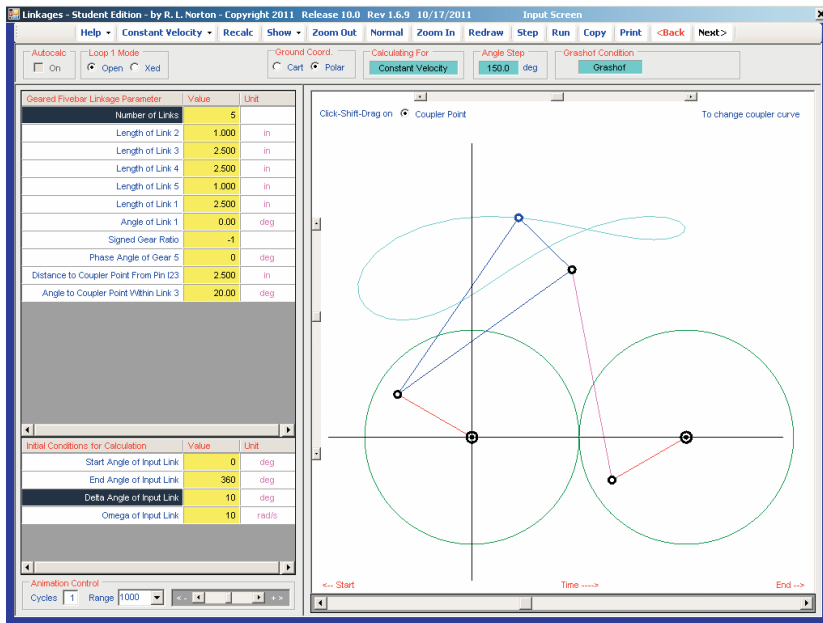 Linkages - Student Edition - by R. L. Norton - Copyright 2011 Release 10.0 Rev 1.6.9 10/17/2011 Input Screen
Help Constant Velocity Recalc Show Zoom Out Normal Zoom In Redraw Step Run Copy Print <Back Next>
Autocalc Loop 1 Mode Ground Coord. Calculating For Angle Step Grashof Condition
On Open Xed Cart Polar Constant Velocity 150.0 deg Grashof
Geared Fivebar Linkage Parameter Value Unit
Number of Links 5
Length of Link 2 1.000 in
Length of Link 3 2.500 in
Length of Link 4 2.500 in
Length of Link 5 1.000 in
Length of Link 1 2.500 in
Angle of Link 1 0.00 deg
Signed Gear Ratio -1
Phase Angle of Gear 5 0 deg
Distance to Coupler Point From Pin I23 2.500 in
Angle to Coupler Point Within Link 3 20.00 deg
Initial Conditions for Calculation Value Unit
Start Angle of Input Link 0 deg
End Angle of Input Link 360 deg
Delta Angle of Input Link 10 deg
Omega of Input Link 10 rad/s
Animation Control
Cycles 1 Range 1000 < - + >
Click-Shift-Drag on Coupler Point To change coupler curve
<-- Start Time ----> End -->